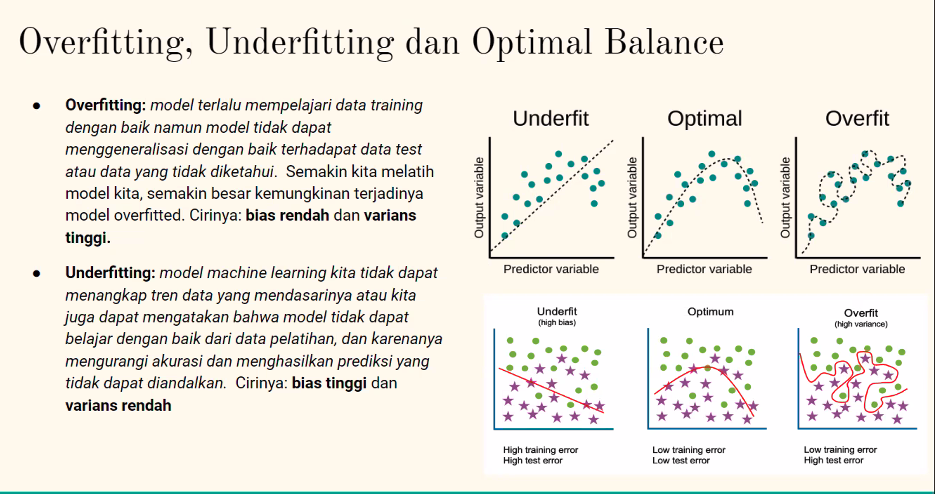 Overfitting, Underfitting dan Optimal Balance
● Overfitting: model terlalu mempelajari data training
dengan baik namun model tidak dapat
menggeneralisasi dengan baik terhadapat data test
atau data yang tidak diketahui. Semakin kita melatih
model kita, semakin besar kemungkinan terjadinya
model overfitted. Cirinya: bias rendah dan varians
tinggi.
● Underfitting: model machine learning kita tidak dapat
menangkap tren data yang mendasarinya atau kita
juga dapat mengatakan bahwa model tidak dapat
belajar dengan baik dari data pelatihan, dan karenanya
mengurangi akurasi dan menghasilkan prediksi yang
tidak dapat diandalkan. Cirinya: bias tinggi dan
varians rendah
Underfit
Output variable
Predictor variable
Optimal
Output variable
Predictor variable
Overfit
Output variable
Predictor variable
Underfit
(high bias)
High training error
High test error
Optimum
Low training error
Low test error
Overfit
(high variance)
Low training error
High test error